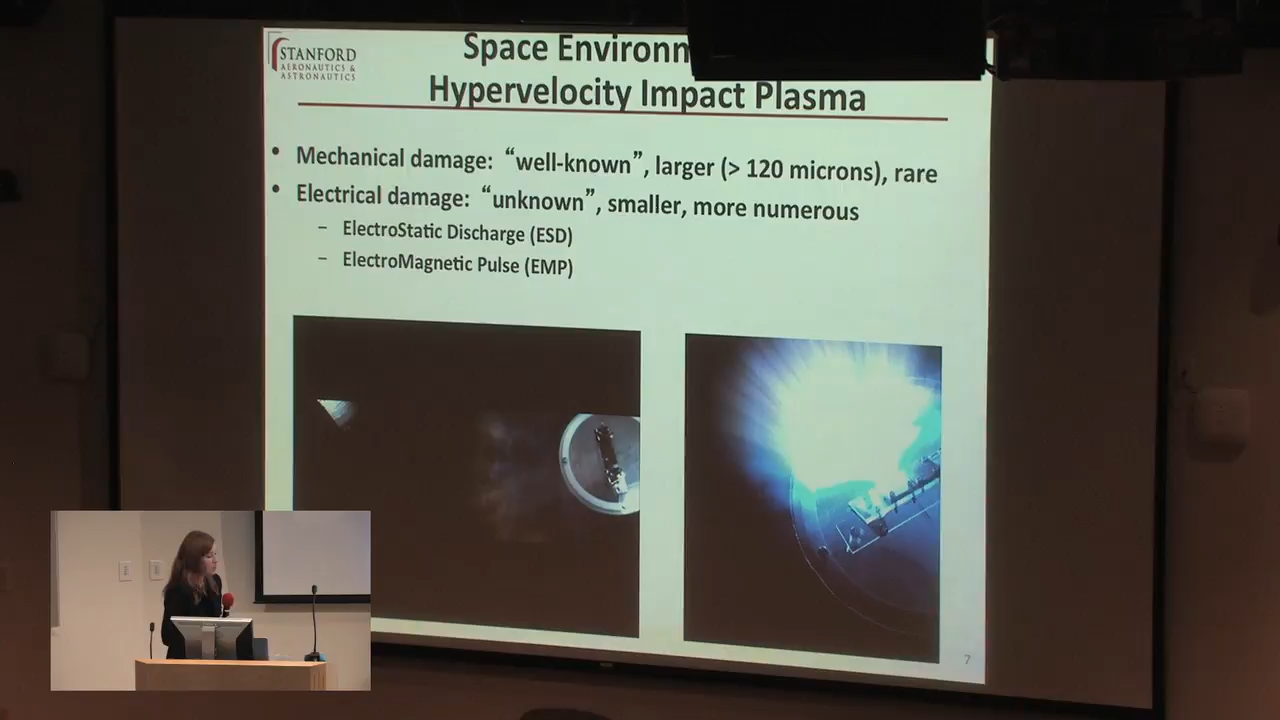 STANFORD
AERONAUTICS &
ASTRONAUTICS
Space Environ
Hypervelocity Impact Plasma
• Mechanical damage: “well-known”, larger (> 120 microns), rare
• Electrical damage: “unknown”, smaller, more numerous
– ElectroStatic Discharge (ESD)
– ElectroMagnetic Pulse (EMP)
7